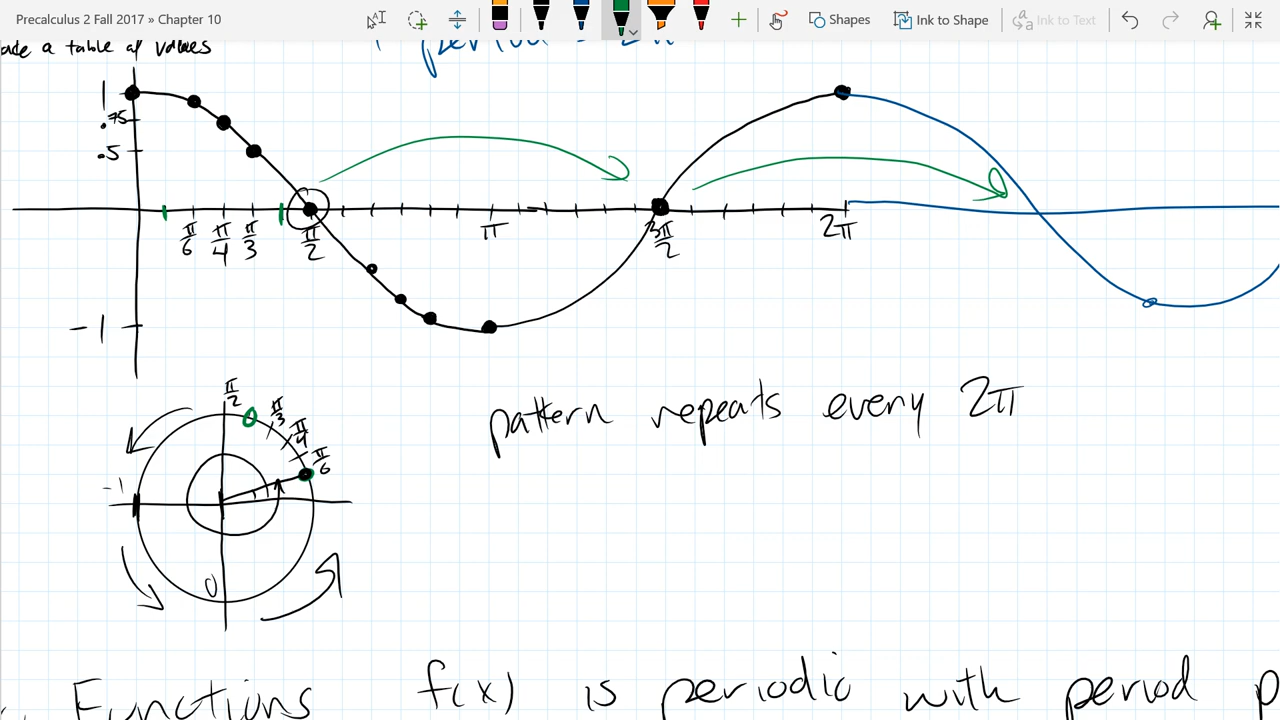 Precalculus 2 Fall 2017 » Chapter 10
Shapes
Ink to Shape
Ink to Text
ade a table of values
period = 2π
1
.75
.5
-1
π/6 π/4 π/3 π/2 π 3π/2 2π
π/2
π/3
π/4
π/6
-1
0
pattern repeats every 2π
Functions f(x) is periodic with period p